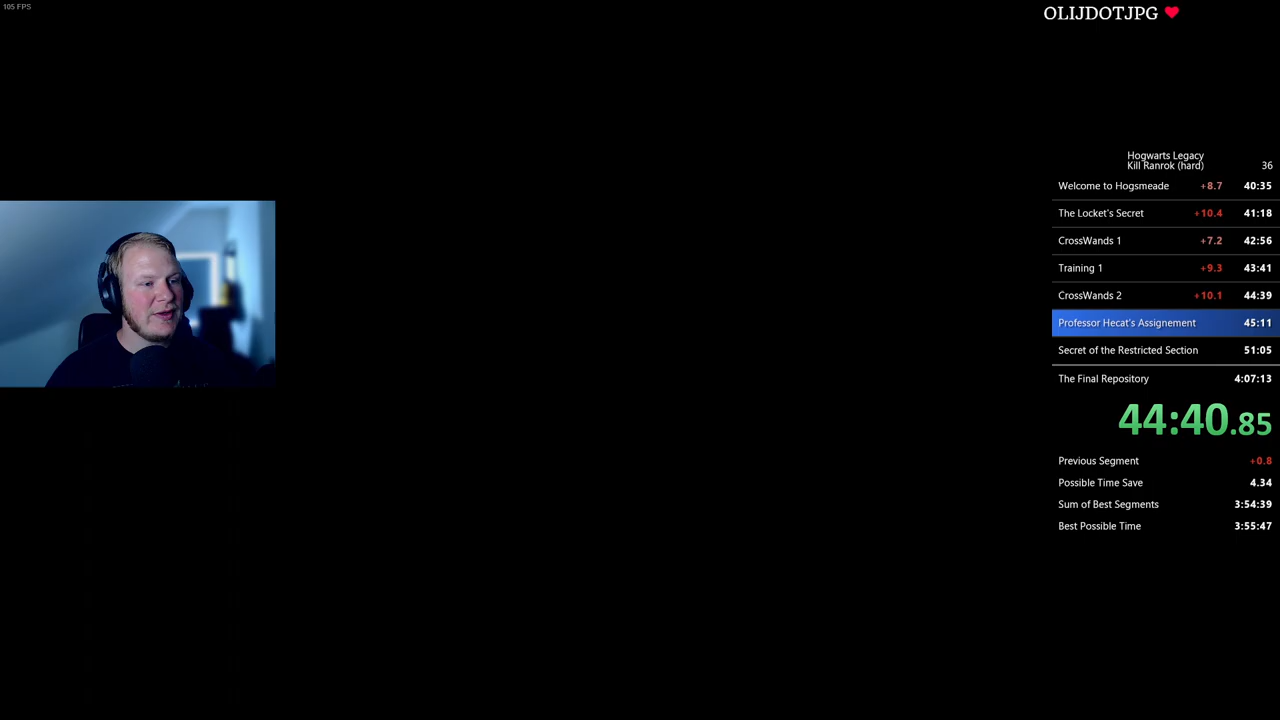 105 FPS
OLIJDOTJPG ❤
Hogwarts Legacy
Kill Ranrok (hard) 36
Welcome to Hogsmeade +8.7 40:35
The Locket's Secret +10.4 41:18
CrossWands 1 +7.2 42:56
Training 1 +9.3 43:41
CrossWands 2 +10.1 44:39
Professor Hecat's Assignement 45:11
Secret of the Restricted Section 51:05
The Final Repository 4:07:13
44:40.85
Previous Segment +0.8
Possible Time Save 4.34
Sum of Best Segments 3:54:39
Best Possible Time 3:55:47